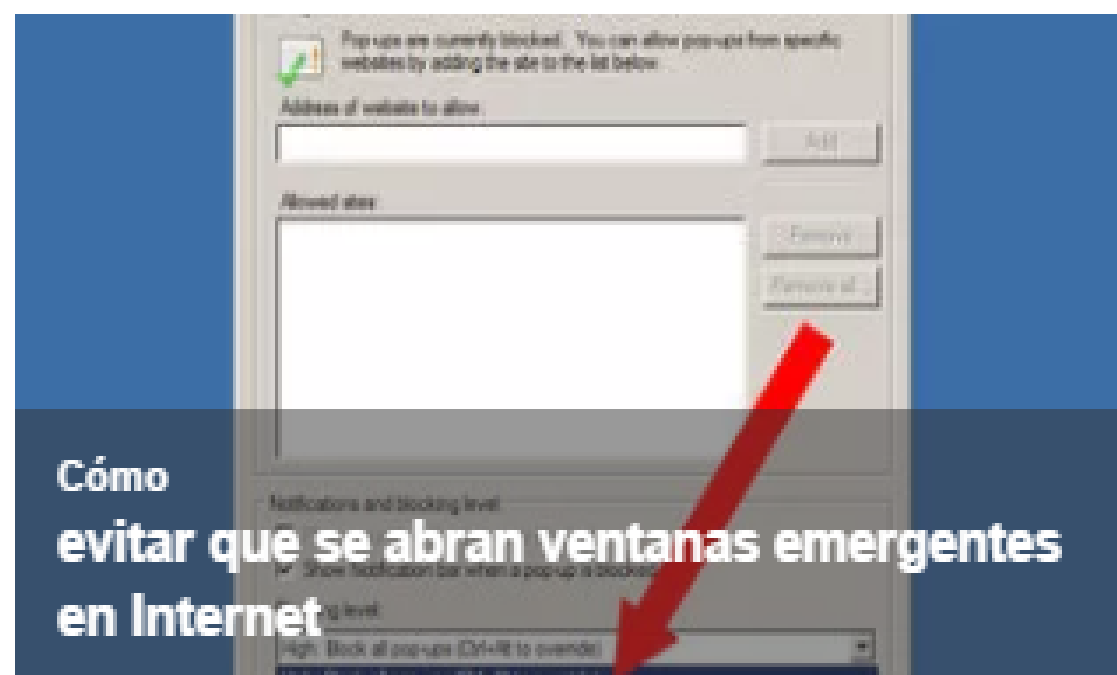 Pop-ups are currently blocked. You can allow pop-ups from specific
websites by adding the site to the list below.
Address of website to allow:
Add
Allowed sites:
Remove
Remove all...
Cómo
Notifications and blocking level:
evitar que se abran ventanas emergentes
Show Notification bar when a pop-up is blocked
en Internet
level:
High: Block all pop-ups (Ctrl+Alt to override)